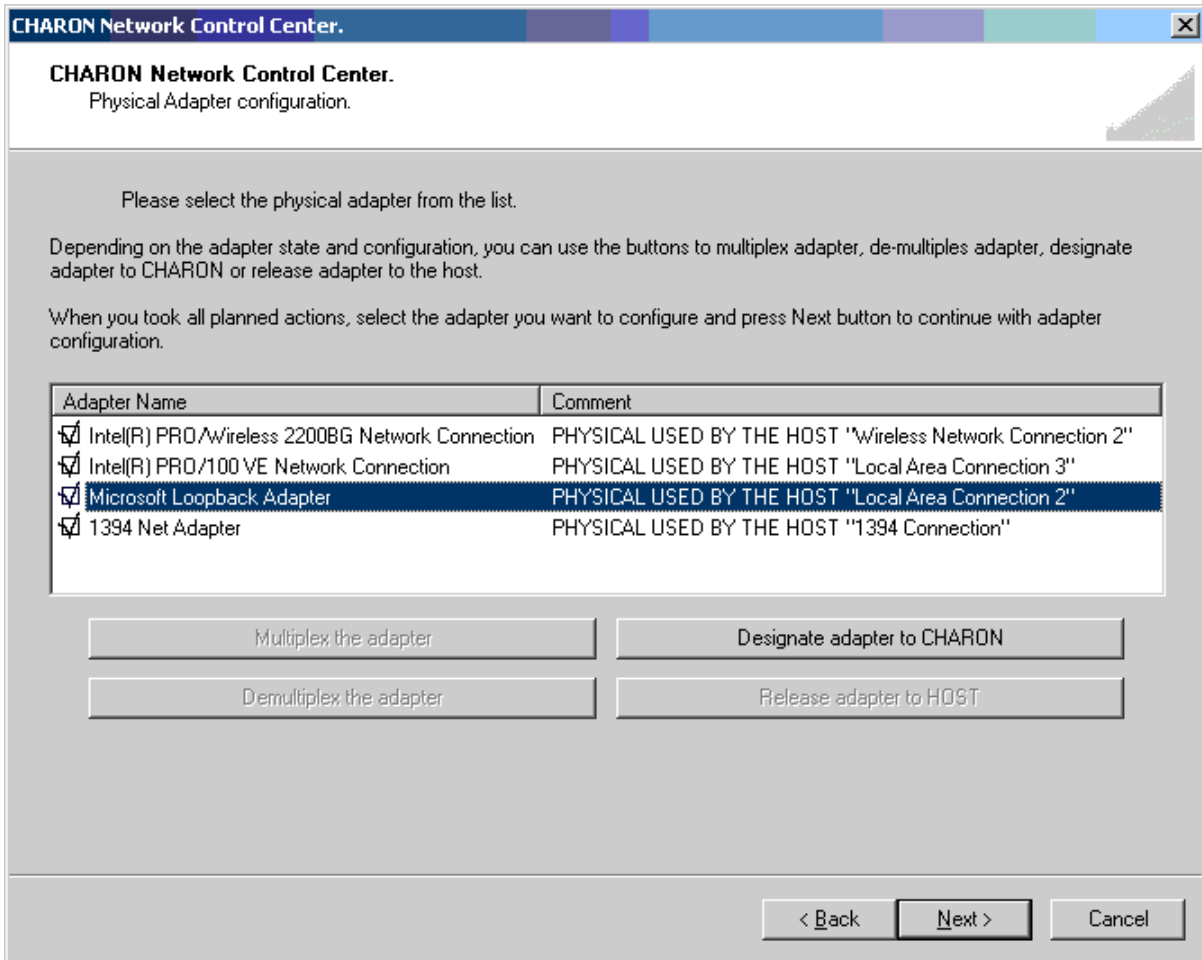 CHARON Network Control Center.
CHARON Network Control Center.
Physical Adapter configuration.
Please select the physical adapter from the list.
Depending on the adapter state and configuration, you can use the buttons to multiplex adapter, de-multiples adapter, designate
adapter to CHARON or release adapter to the host.
When you took all planned actions, select the adapter you want to configure and press Next button to continue with adapter
configuration.
Adapter Name Comment
Intel(R) PRO/Wireless 2200BG Network Connection PHYSICAL USED BY THE HOST "Wireless Network Connection 2"
Intel(R) PRO/100 VE Network Connection PHYSICAL USED BY THE HOST "Local Area Connection 3"
Microsoft Loopback Adapter PHYSICAL USED BY THE HOST "Local Area Connection 2"
1394 Net Adapter PHYSICAL USED BY THE HOST "1394 Connection"
Multiplex the adapter Designate adapter to CHARON
Demultiplex the adapter Release adapter to HOST
< Back Next > Cancel